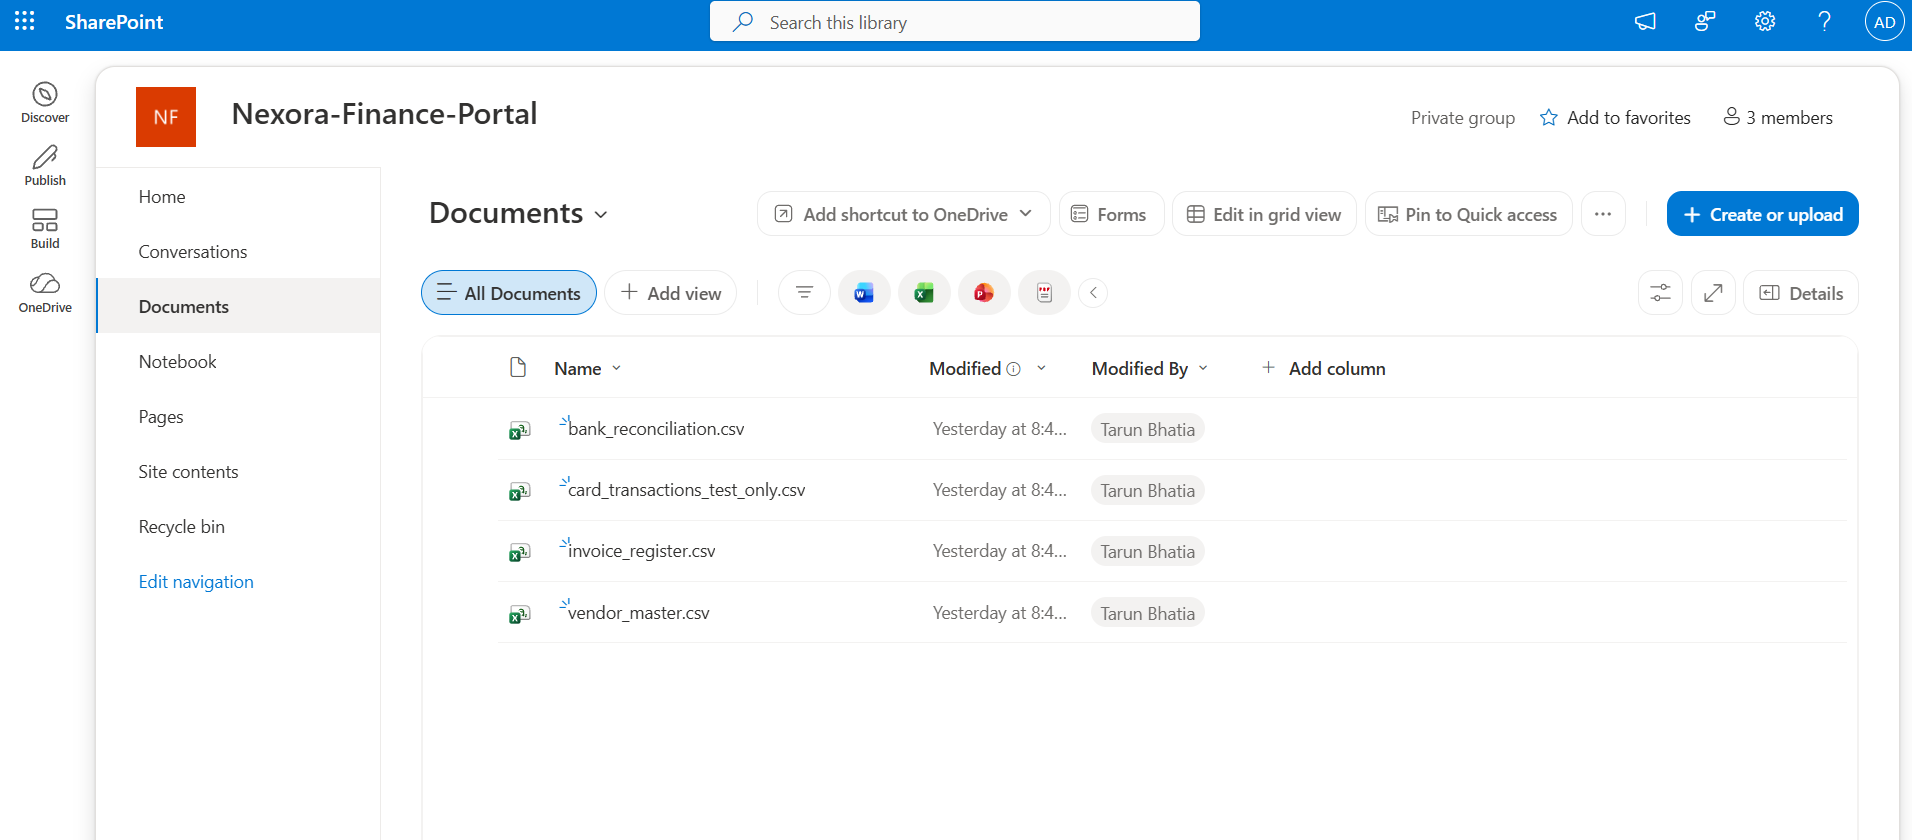 SharePoint
Search this library
AD
Discover
Publish
Build
OneDrive
NF
Nexora-Finance-Portal
Private group
Add to favorites
3 members
Home
Conversations
Documents
Notebook
Pages
Site contents
Recycle bin
Edit navigation
Documents
Add shortcut to OneDrive
Forms
Edit in grid view
Pin to Quick access
Create or upload
All Documents
Add view
Details
Name
Modified
Modified By
Add column
bank_reconciliation.csv
Yesterday at 8:4...
Tarun Bhatia
card_transactions_test_only.csv
Yesterday at 8:4...
Tarun Bhatia
invoice_register.csv
Yesterday at 8:4...
Tarun Bhatia
vendor_master.csv
Yesterday at 8:4...
Tarun Bhatia